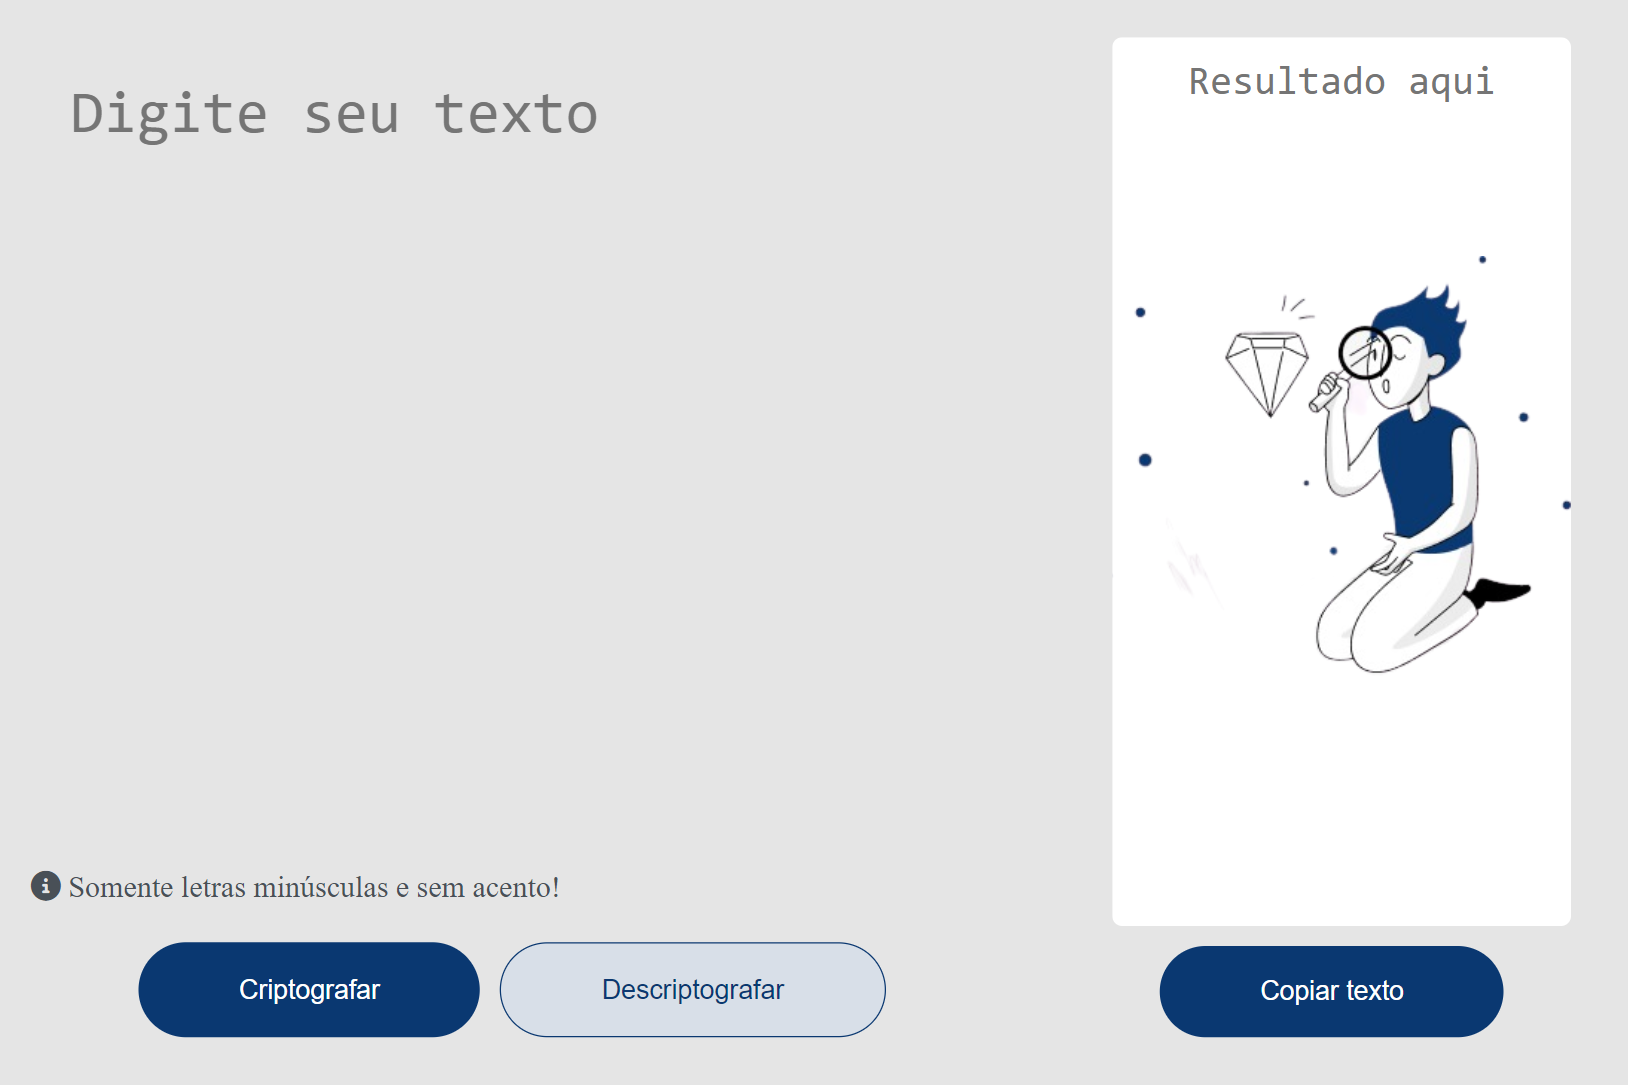 Digite seu texto
Resultado aqui
Somente letras minúsculas e sem acento!
Criptografar
Descriptografar
Copiar texto